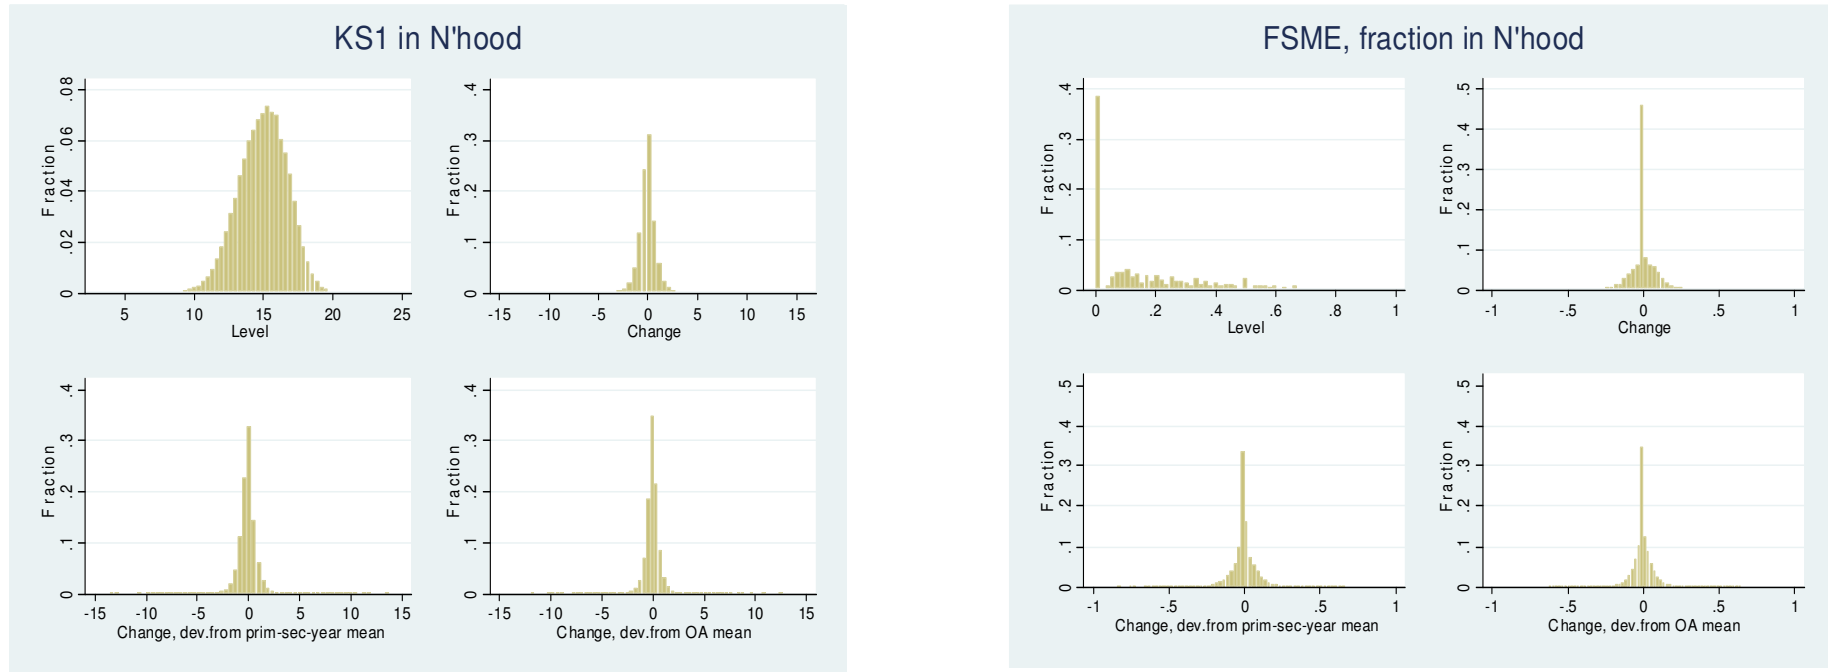 KS1 in N'hood
Fraction
0 .02 .04 .06 .08
5 10 15 20 25
Level
Fraction
0 .1 .2 .3 .4
-15 -10 -5 0 5 10 15
Change
Fraction
0 .1 .2 .3 .4
-15 -10 -5 0 5 10 15
Change, dev.from prim-sec-year mean
Fraction
0 .1 .2 .3 .4
-15 -10 -5 0 5 10 15
Change, dev.from OA mean
FSME, fraction in N'hood
Fraction
0 .1 .2 .3 .4
0 .2 .4 .6 .8 1
Level
Fraction
0 .1 .2 .3 .4 .5
-1 -.5 0 .5 1
Change
Fraction
0 .1 .2 .3 .4 .5
-1 -.5 0 .5 1
Change, dev.from prim-sec-year mean
Fraction
0 .1 .2 .3 .4 .5
-1 -.5 0 .5 1
Change, dev.from OA mean